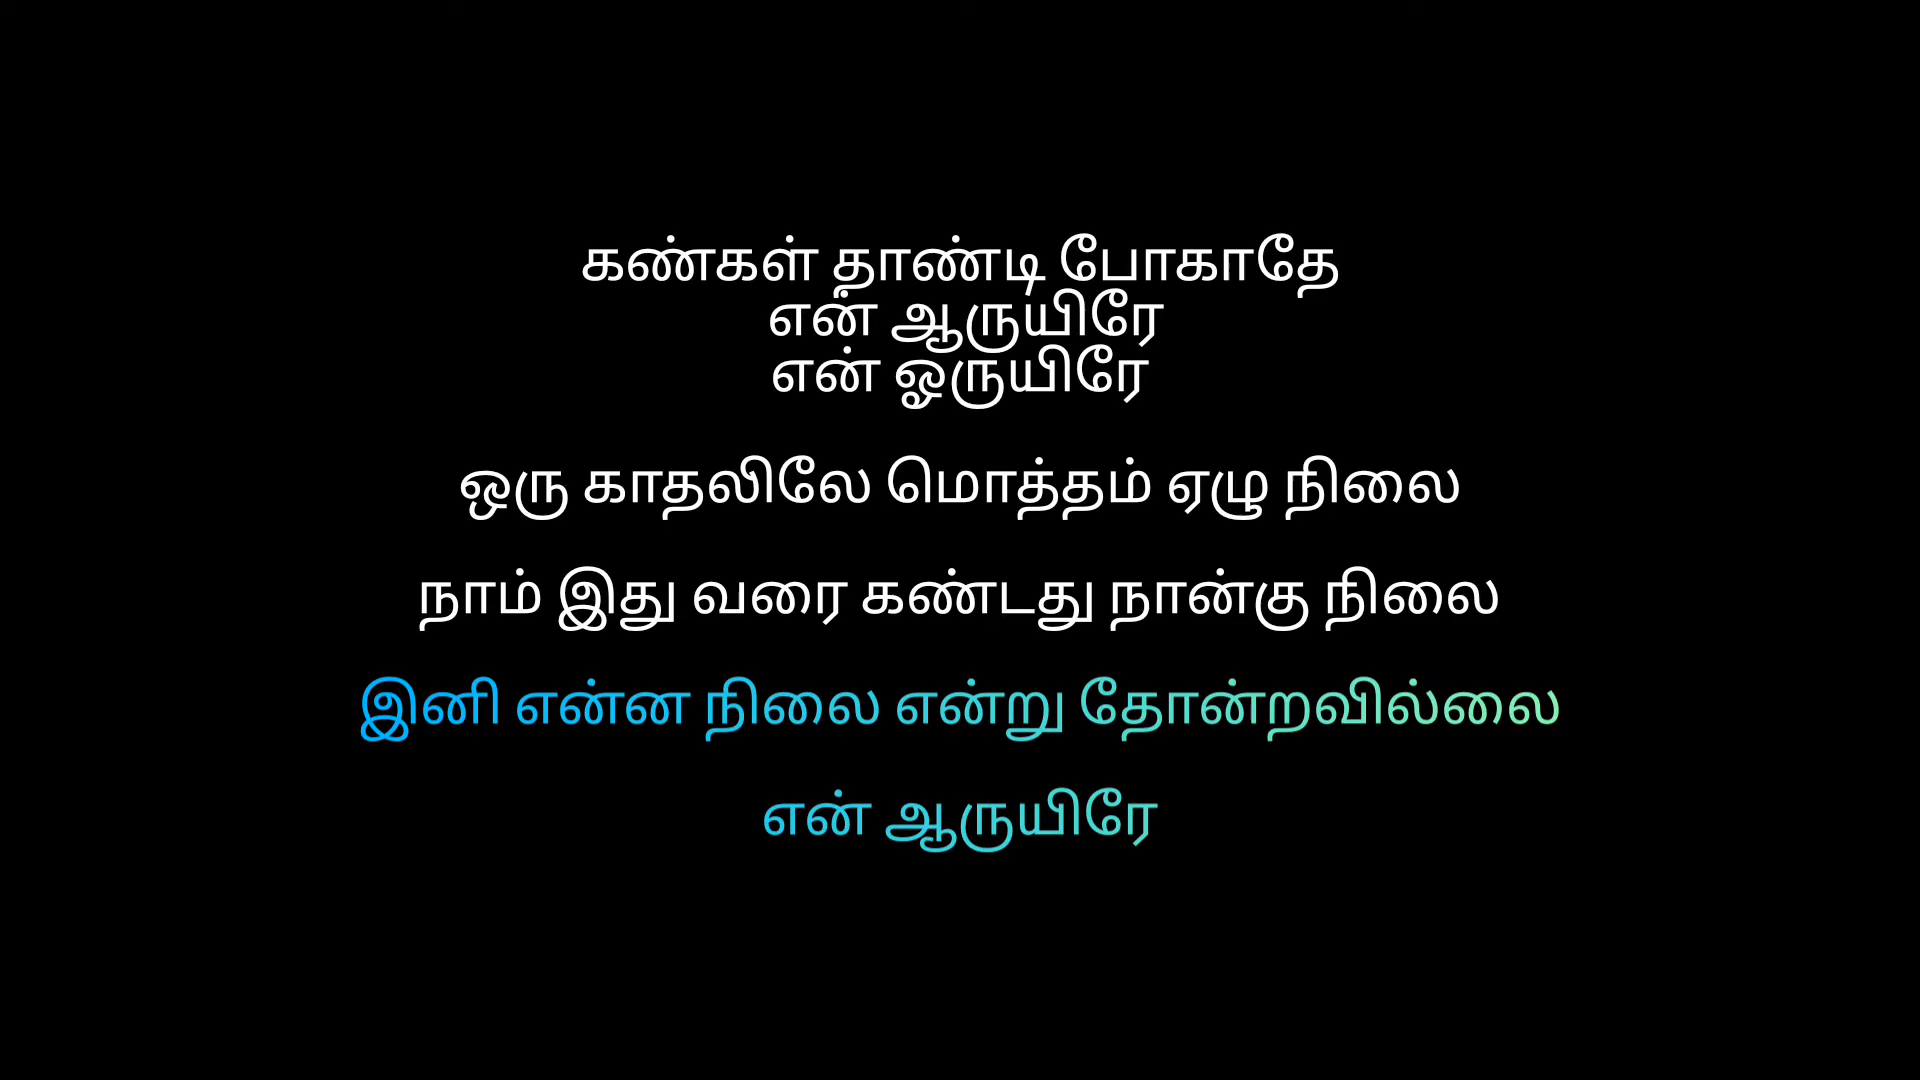 கண்கள் தாண்டி போகாதே
என் ஆருயிரே
என் ஓருயிரே
ஒரு காதலிலே மொத்தம் ஏழு நிலை
நாம் இது வரை கண்டது நான்கு நிலை
இனி என்ன நிலை என்று தோன்றவில்லை
என் ஆருயிரே